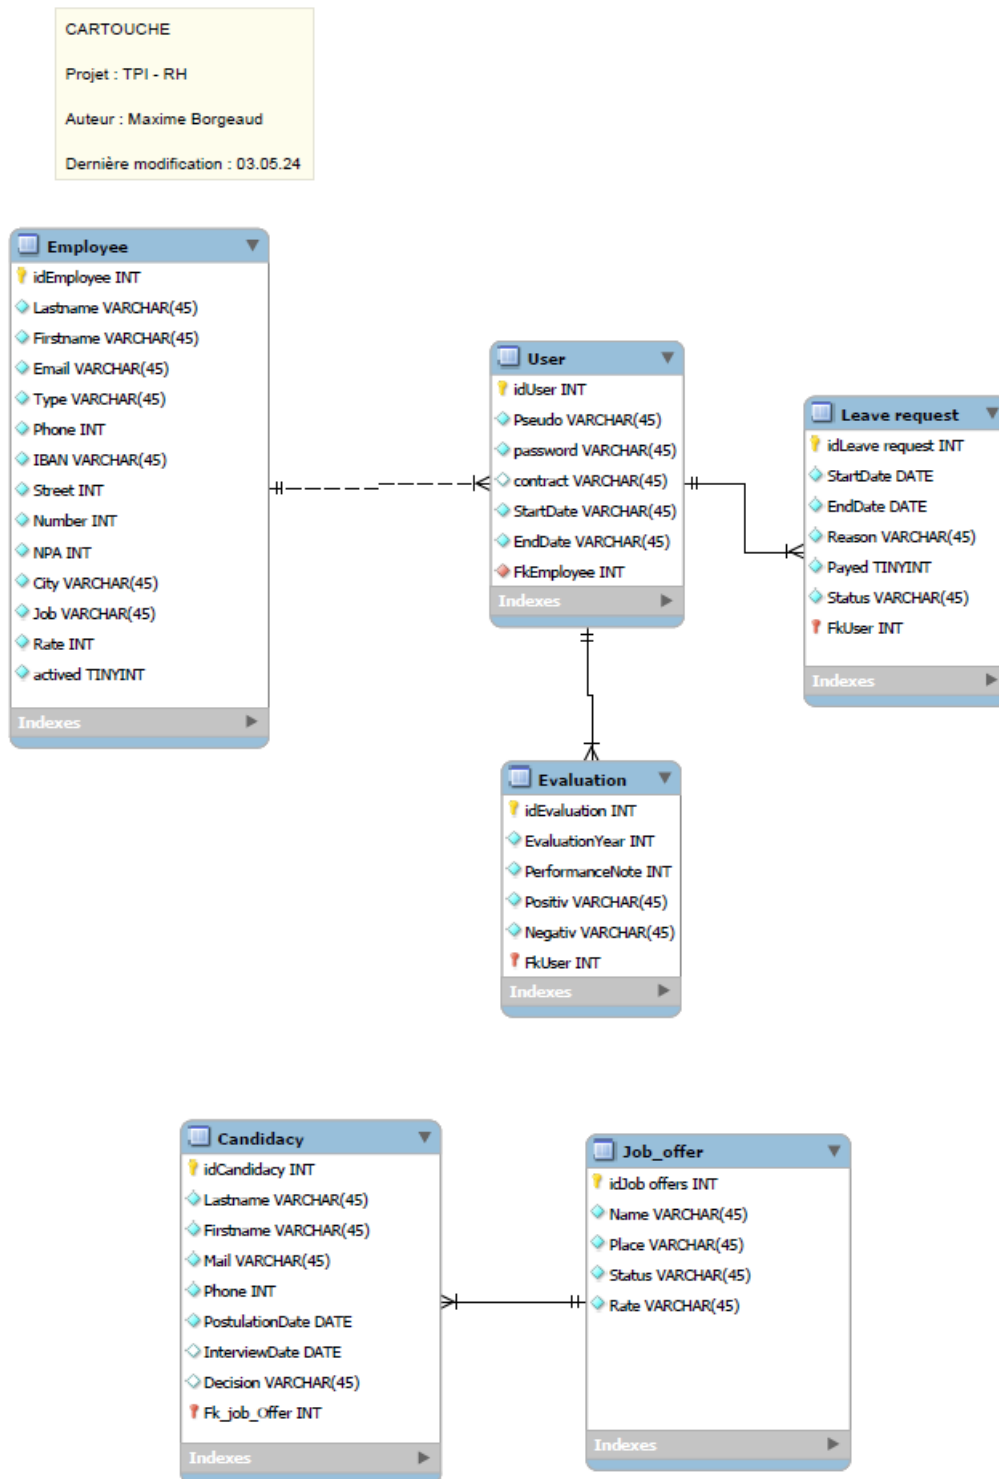 CARTOUCHE
Projet : TPI - RH
Auteur : Maxime Borgeaud
Dernière modification : 03.05.24
Employee
idEmployee INT
Lastname VARCHAR(45)
Firstname VARCHAR(45)
Email VARCHAR(45)
Type VARCHAR(45)
Phone INT
IBAN VARCHAR(45)
Street INT
Number INT
NPA INT
City VARCHAR(45)
Job VARCHAR(45)
Rate INT
actived TINYINT
Indexes
User
idUser INT
Pseudo VARCHAR(45)
password VARCHAR(45)
contract VARCHAR(45)
StartDate VARCHAR(45)
EndDate VARCHAR(45)
FkEmployee INT
Indexes
Leave request
idLeave request INT
StartDate DATE
EndDate DATE
Reason VARCHAR(45)
Payed TINYINT
Status VARCHAR(45)
FkUser INT
Indexes
Evaluation
idEvaluation INT
EvaluationYear INT
PerformanceNote INT
Positiv VARCHAR(45)
Negativ VARCHAR(45)
FkUser INT
Indexes
Candidacy
idCandidacy INT
Lastname VARCHAR(45)
Firstname VARCHAR(45)
Mail VARCHAR(45)
Phone INT
PostulationDate DATE
InterviewDate DATE
Decision VARCHAR(45)
Fk_job_Offer INT
Indexes
Job_offer
idJob offers INT
Name VARCHAR(45)
Place VARCHAR(45)
Status VARCHAR(45)
Rate VARCHAR(45)
Indexes